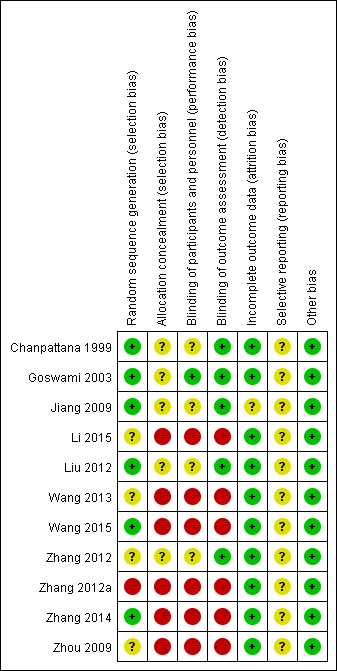 Random sequence generation (selection bias)
Allocation concealment (selection bias)
Blinding of participants and personnel (performance bias)
Blinding of outcome assessment (detection bias)
Incomplete outcome data (attrition bias)
Selective reporting (reporting bias)
Other bias
Chanpattana 1999 + ? ? + + ? +
Goswami 2003 + ? + + + ? +
Jiang 2009 + ? ? + ? ? +
Li 2015 ? - - - + ? +
Liu 2012 + ? ? + + ? +
Wang 2013 ? - - - + ? +
Wang 2015 + - - - + ? +
Zhang 2012 ? ? ? + + ? +
Zhang 2012a - - - - + ? +
Zhang 2014 + - - - + ? +
Zhou 2009 ? - - - + ? +